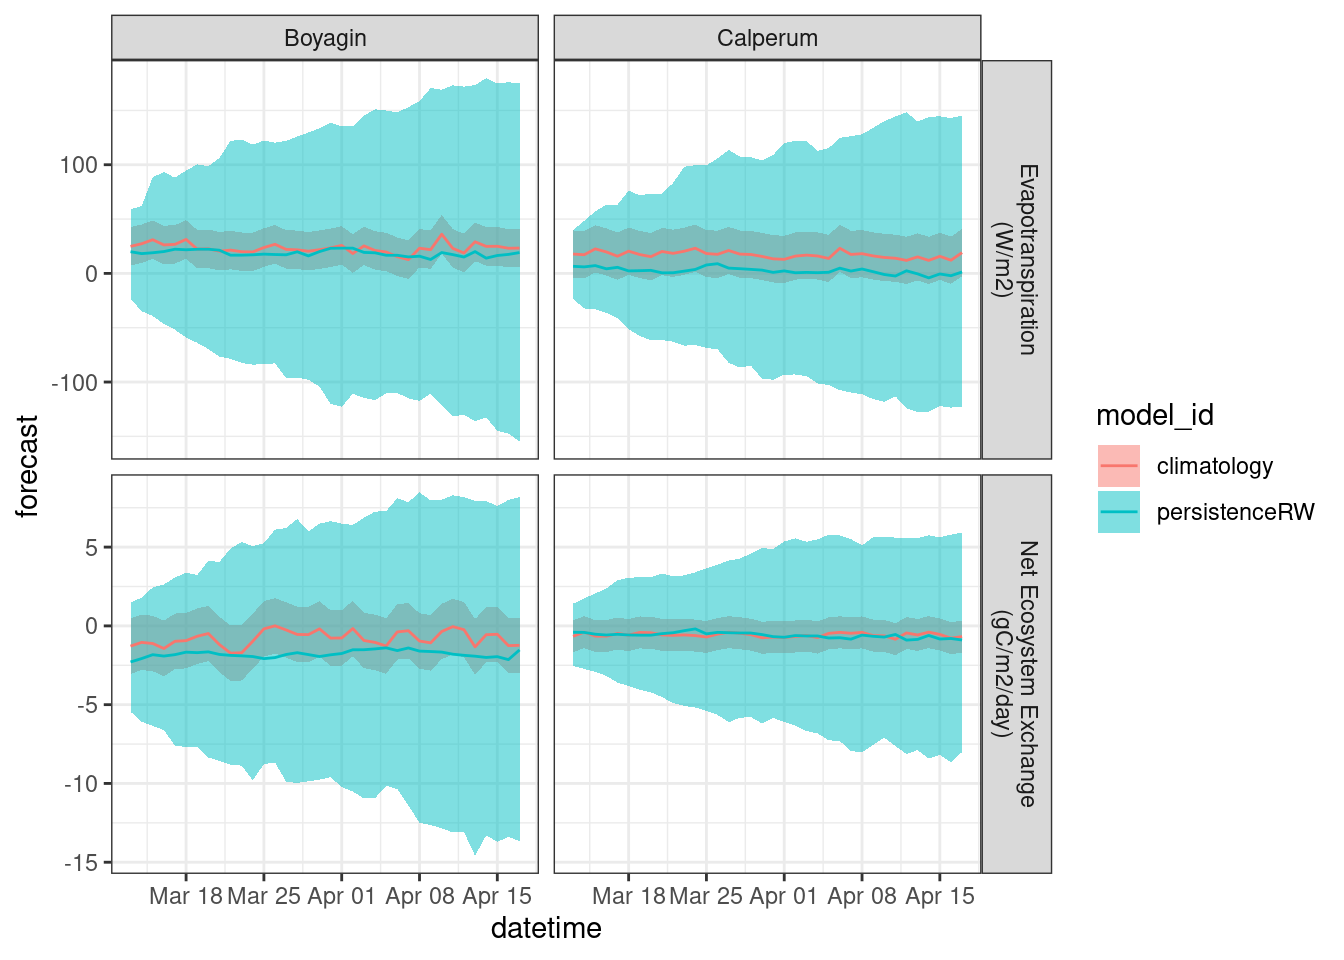 Boyagin
Calperum
Evapotranspiration
(W/m2)
100
0
-100
Net Ecosystem Exchange
(gC/m2/day)
5
0
-5
-10
-15
forecast
Mar 18 Mar 25 Apr 01 Apr 08 Apr 15
Mar 18 Mar 25 Apr 01 Apr 08 Apr 15
datetime
model_id
climatology
persistenceRW